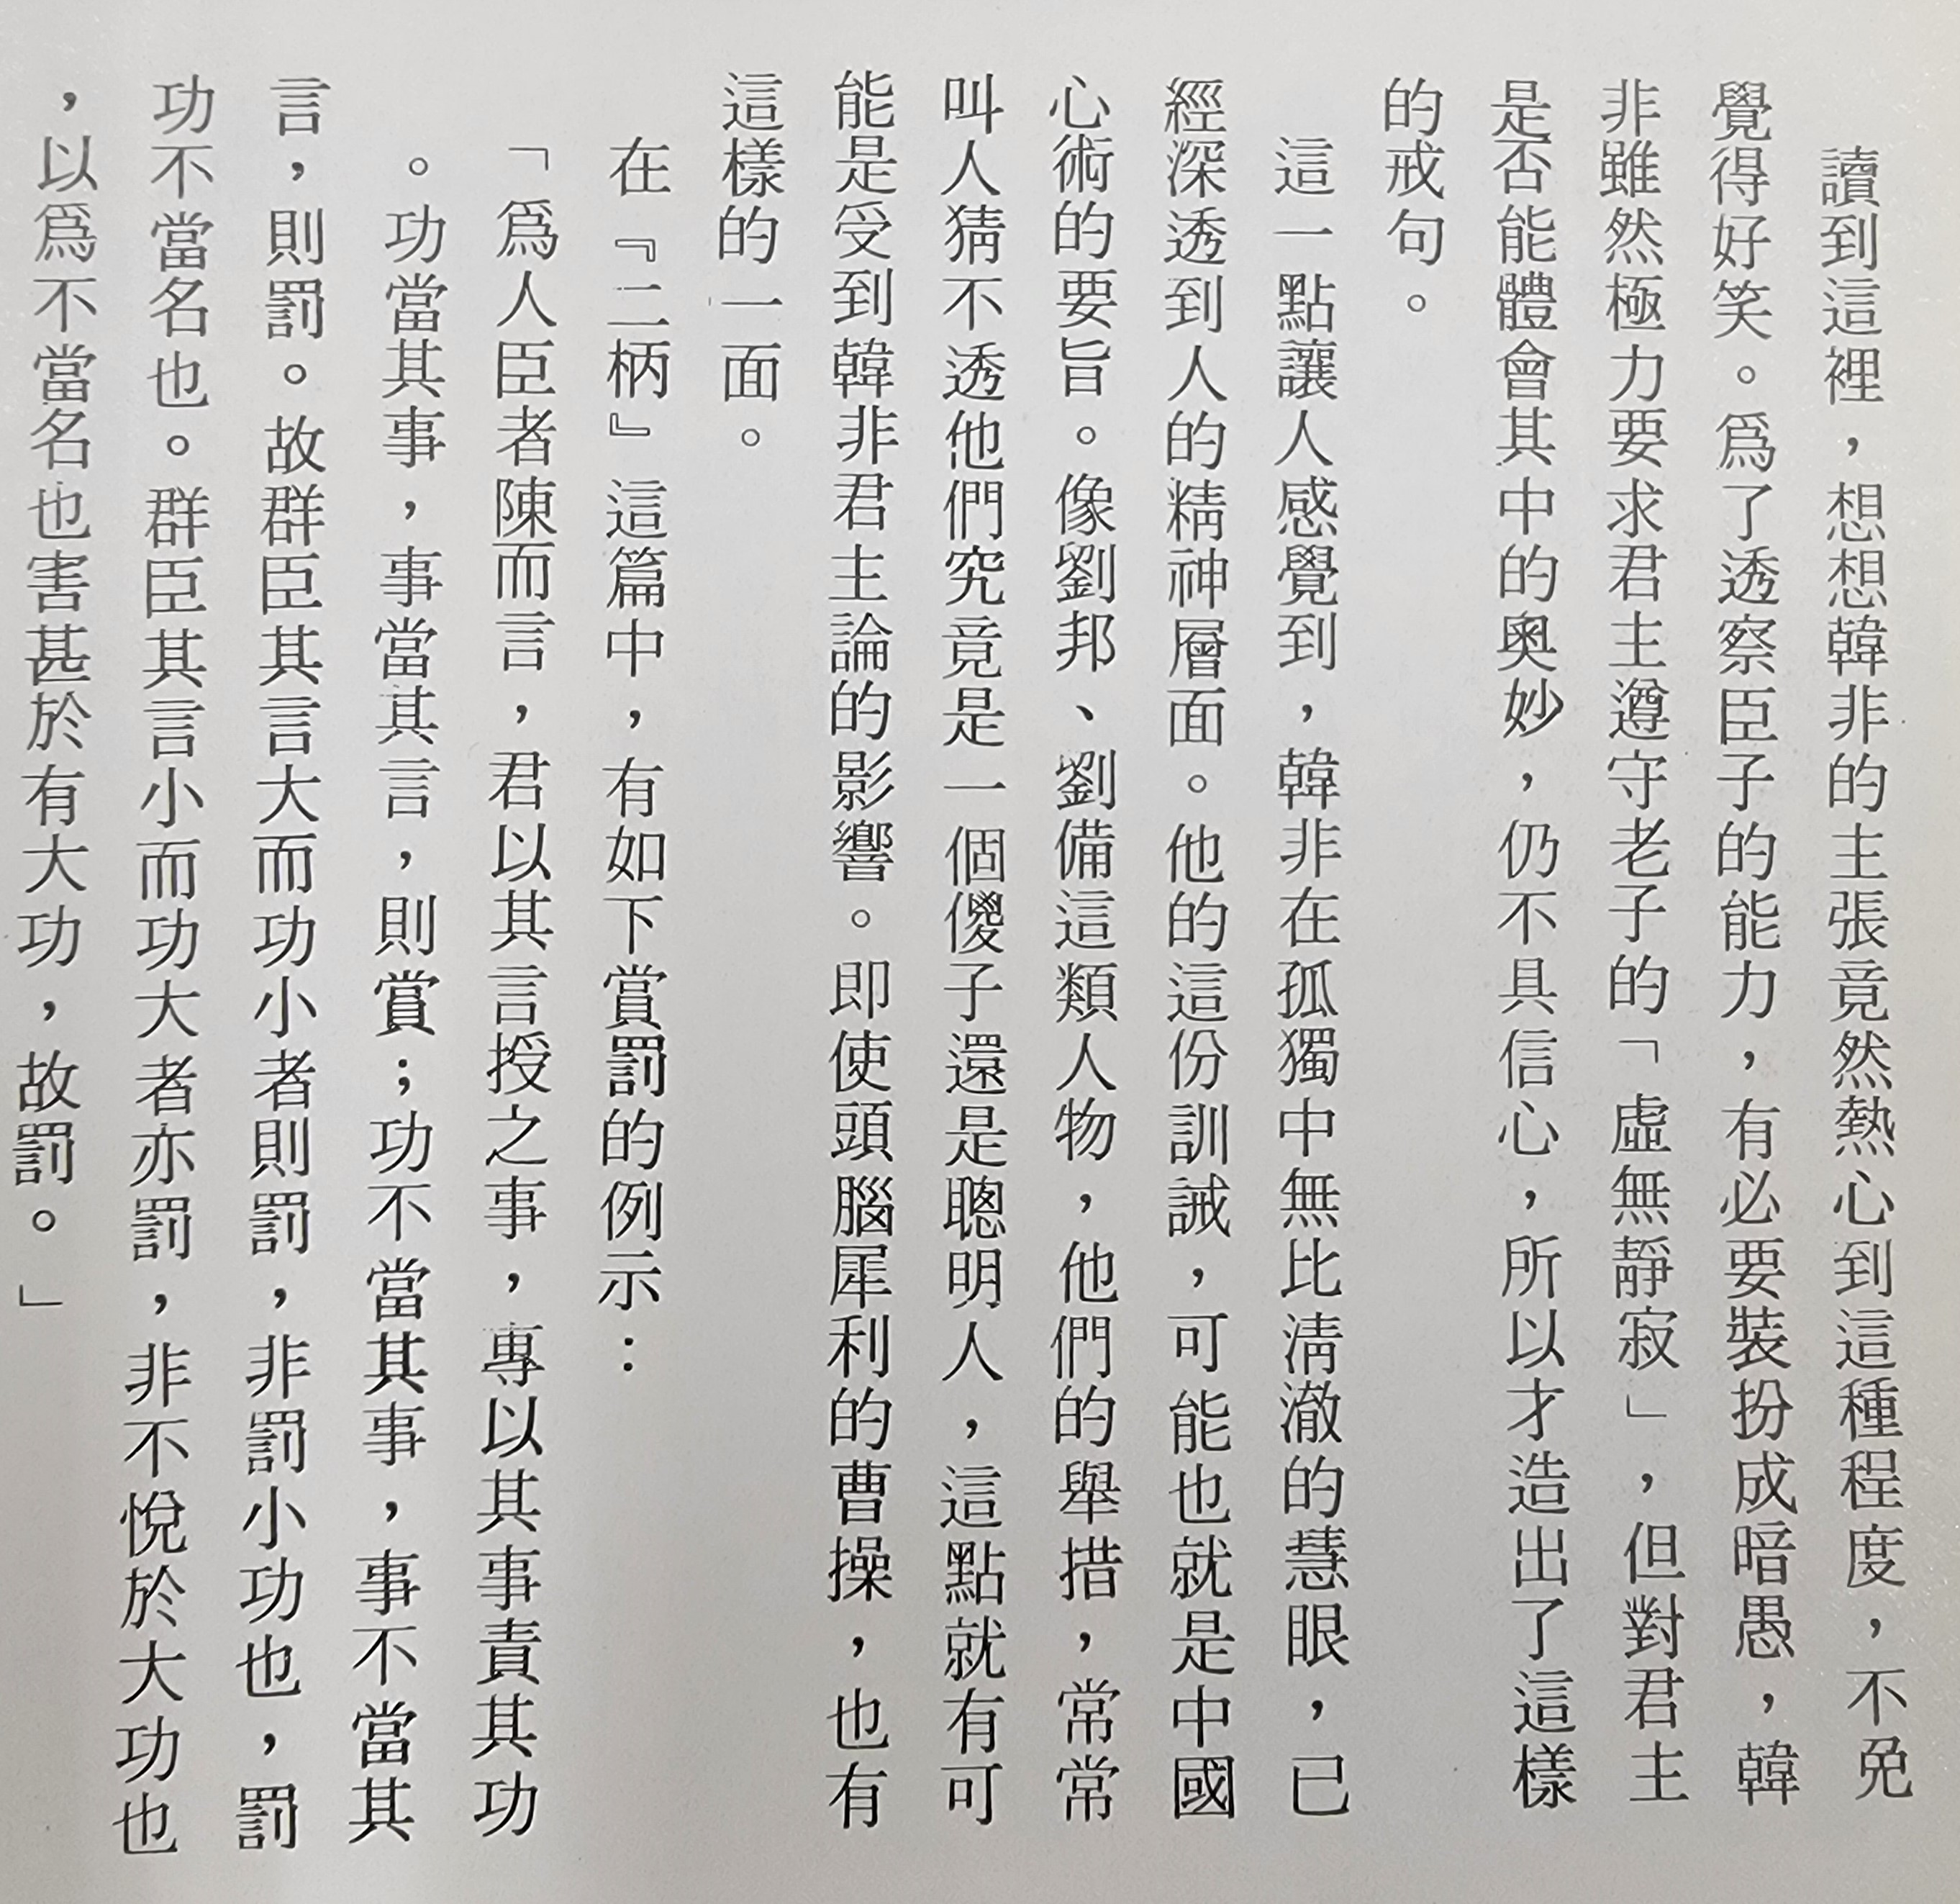 讀到這裡，想想韓非的主張竟然熱心到這種程度，不免
覺得好笑。爲了透察臣子的能力，有必要裝扮成暗愚，韓
非雖然極力要求君主遵守老子的「虛無靜寂」，但對君主
是否能體會其中的奧妙，仍不具信心，所以才造出了這樣
的戒句。
這一點讓人感覺到，韓非在孤獨中無比清澈的慧眼，已
經深透到人的精神層面。他的這份訓誡，可能也就是中國
心術的要旨。像劉邦、劉備這類人物，他們的舉措，常常
叫人猜不透他們究竟是一個傻子還是聰明人，這點就有可
能是受到韓非君主論的影響。即使頭腦犀利的曹操，也有
這樣的一面。
在『二柄』這篇中，有如下賞罰的例示：
「爲人臣者陳而言，君以其言授之事，專以其事責其功
。功當其事，事當其言，則賞；功不當其事，事不當其
言，則罰。故群臣其言大而功小者則罰，非罰小功也，罰
功不當名也。群臣其言小而功大者亦罰，非不悅於大功也
，以爲不當名也害甚於有大功，故罰。」